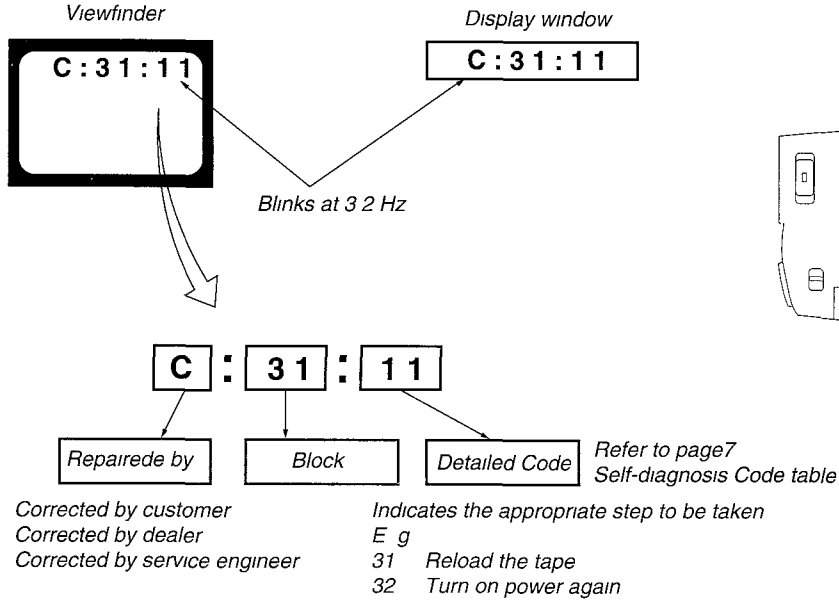 Viewfinder
Display window
C:31:11
C:31:11
Blinks at 3 2 Hz
C : 31 : 11
Repairede by
Block
Detailed Code
Refer to page7
Self-diagnosis Code table
Corrected by customer
Corrected by dealer
Corrected by service engineer
Indicates the appropriate step to be taken
E g
31 Reload the tape
32 Turn on power again